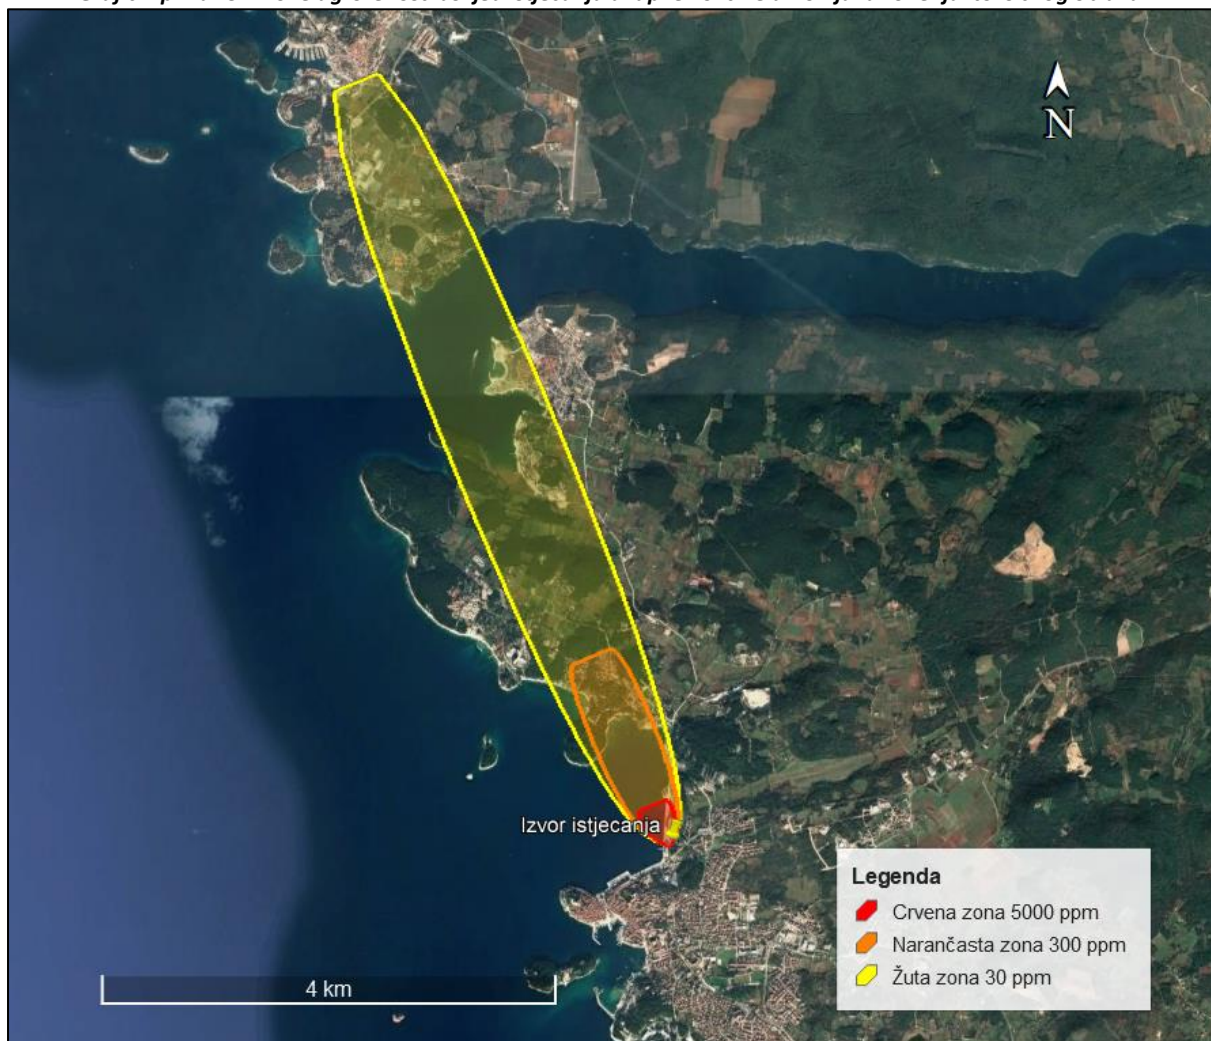 N
Izvor istjecanja
Legenda
Crvena zona 5000 ppm
Narančasta zona 300 ppm
Žuta zona 30 ppm
4 km